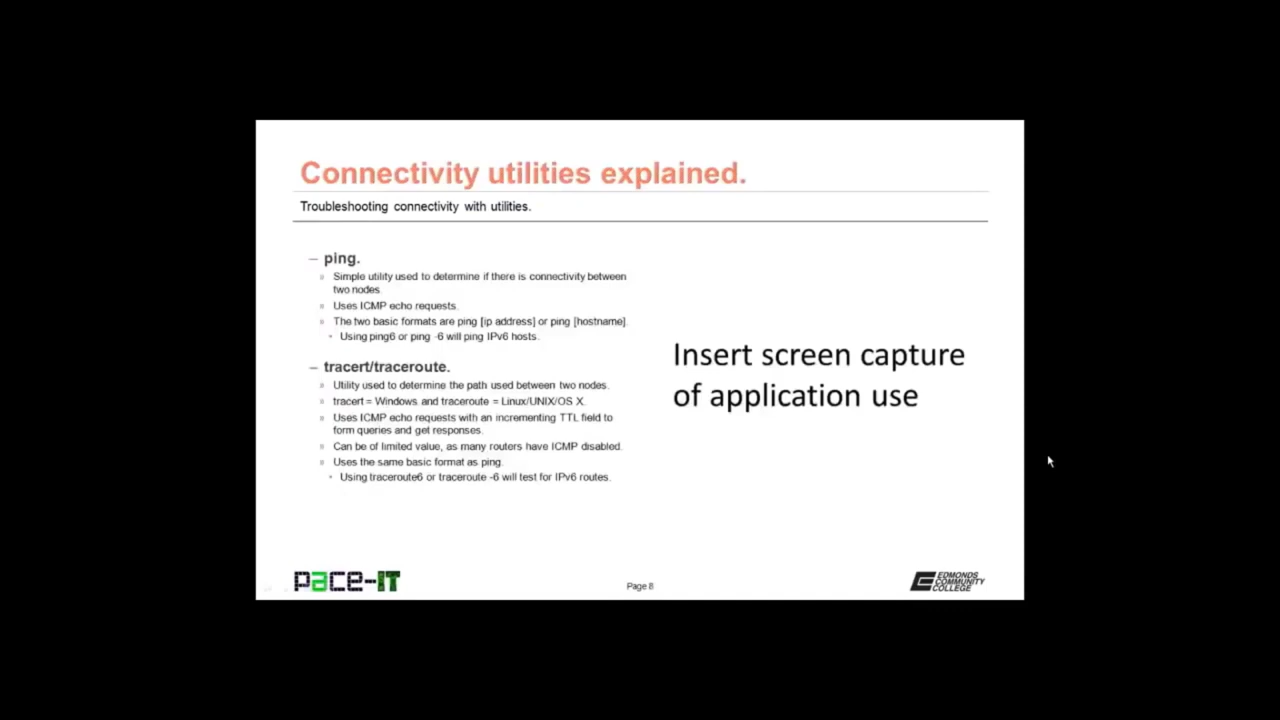 Connectivity utilities explained.
Troubleshooting connectivity with utilities.
– ping.
Simple utility used to determine if there is connectivity between
two nodes.
Uses ICMP echo requests.
The two basic formats are ping [ip address] or ping [hostname].
Using ping6 or ping -6 will ping IPv6 hosts.
– tracert/traceroute.
Utility used to determine the path used between two nodes.
tracert = Windows and traceroute = Linux/UNIX/OS X.
Uses ICMP echo requests with an incrementing TTL field to
form queries and get responses.
Can be of limited value, as many routers have ICMP disabled.
Uses the same basic format as ping.
Using traceroute6 or traceroute -6 will test for IPv6 routes.
Insert screen capture
of application use
pace-IT
Page 8
EDMONDS
COMMUNITY
COLLEGE